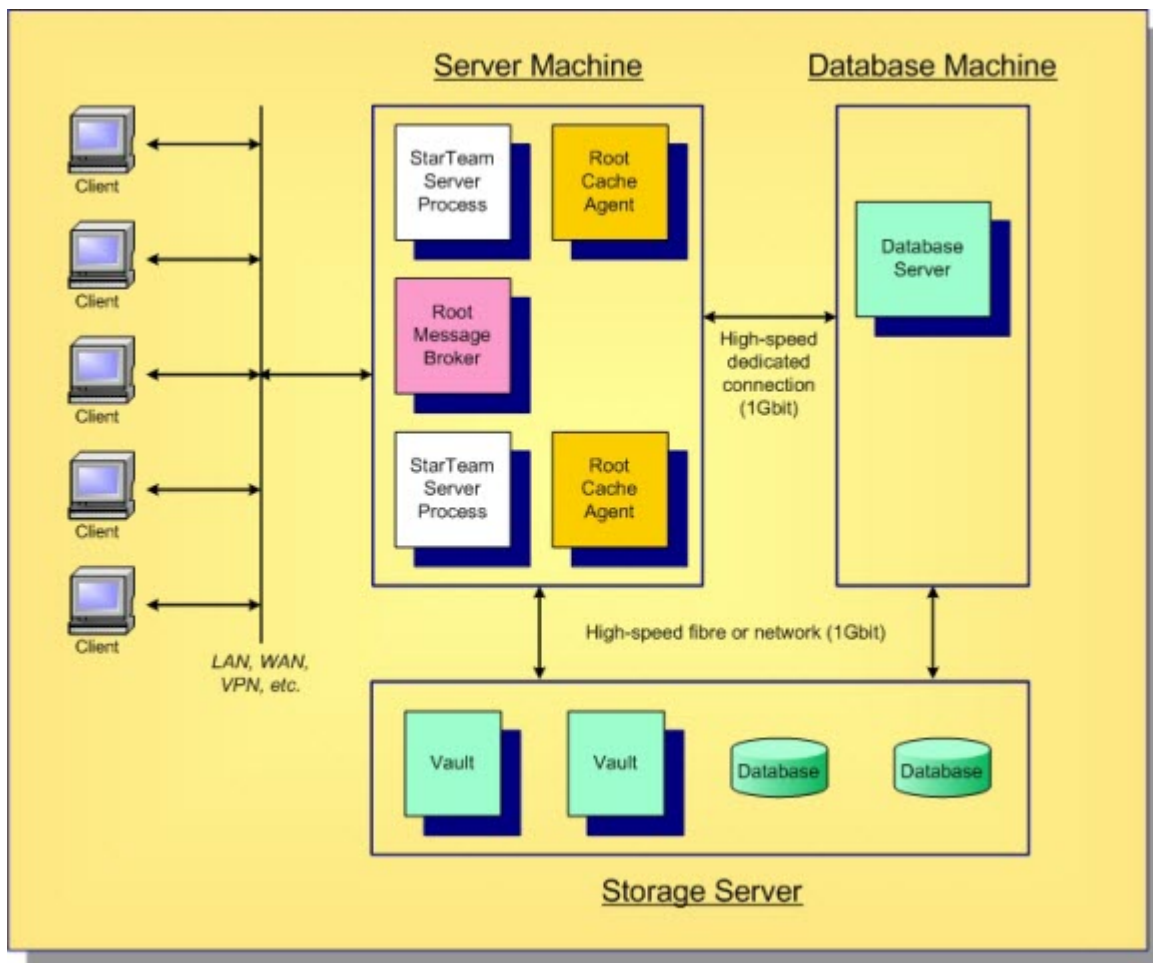 Server Machine
Database Machine
Client
Client
Client
Client
Client
LAN, WAN,
VPN, etc.
StarTeam
Server
Process
Root
Cache
Agent
Root
Message
Broker
StarTeam
Server
Process
Root
Cache
Agent
High-speed
dedicated
connection
(1Gbit)
Database
Server
High-speed fibre or network (1Gbit)
Vault
Vault
Database
Database
Storage Server